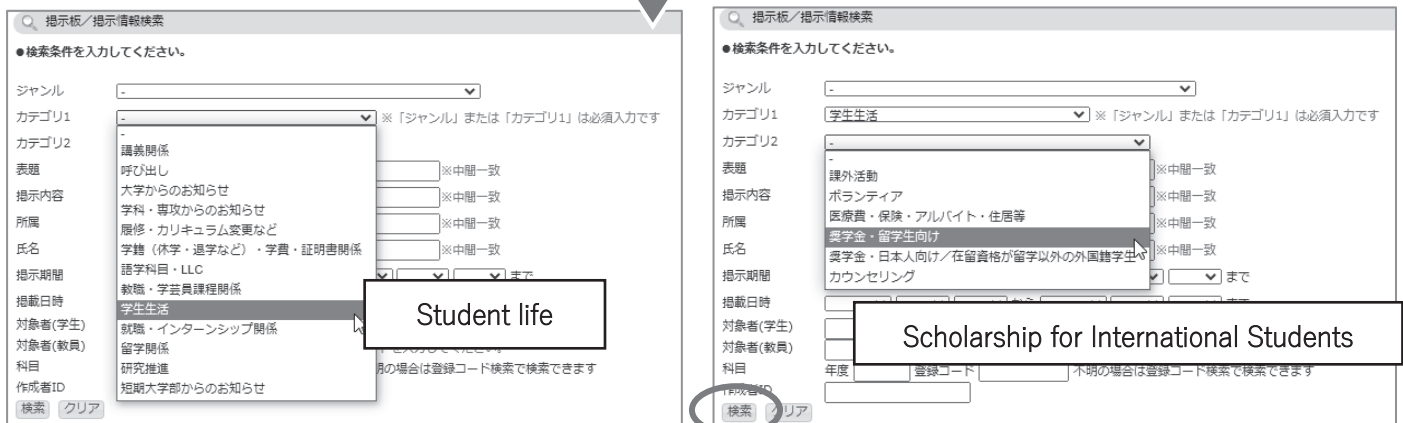 掲示板／掲示情報検索
●検索条件を入力してください。
ジャンル -
カテゴリ1 - ※「ジャンル」または「カテゴリ1」は必須入力です
-
講義関係
呼び出し
大学からのお知らせ
学科・専攻からのお知らせ
履修・カリキュラム変更など
学籍（休学・退学など）・学費・証明書関係
語学科目・LLC
教職・学芸員課程関係
学生生活
就職・インターンシップ関係
留学関係
研究推進
短期大学部からのお知らせ
カテゴリ2
表題 ※中間一致
掲示内容 ※中間一致
所属 ※中間一致
氏名 ※中間一致
掲示期間 まで
掲載日時
対象者(学生)
対象者(教員)
科目 明の場合は登録コード検索で検索できます
作成者ID
検索 クリア
Student life
掲示板／掲示情報検索
●検索条件を入力してください。
ジャンル -
カテゴリ1 学生生活 ※「ジャンル」または「カテゴリ1」は必須入力です
カテゴリ2 -
-
課外活動
ボランティア
医療費・保険・アルバイト・住居等
奨学金・留学生向け
奨学金・日本人向け／在留資格が留学以外の外国籍学生
カウンセリング
表題 ※中間一致
掲示内容 ※中間一致
所属 ※中間一致
氏名 ※中間一致
掲示期間 まで
掲載日時
対象者(学生)
対象者(教員)
科目 年度 登録コード 不明の場合は登録コード検索で検索できます
作成者ID
検索 クリア
Scholarship for International Students